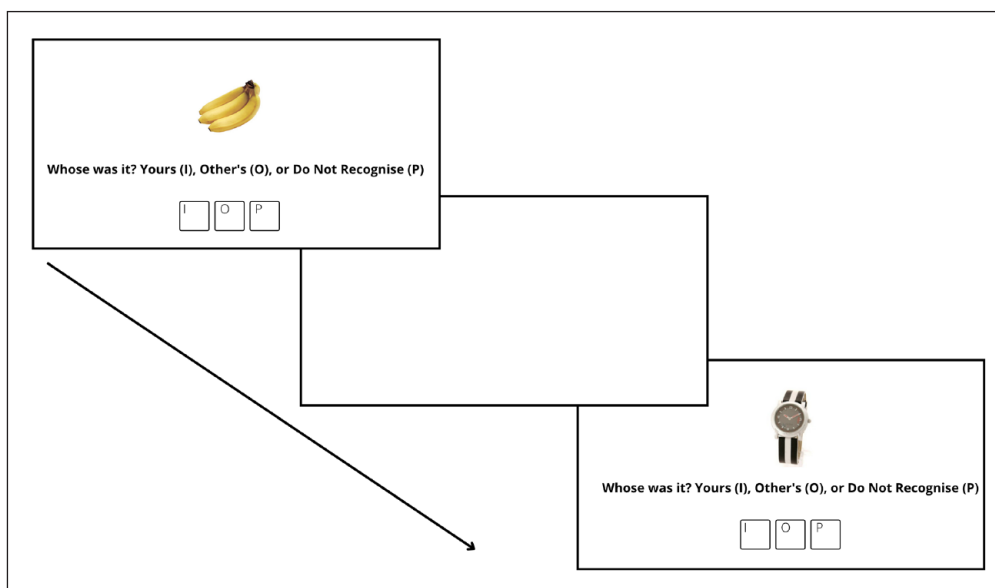 Whose was it? Yours (I), Other's (O), or Do Not Recognise (P)
I O P
Whose was it? Yours (I), Other's (O), or Do Not Recognise (P)
I O P